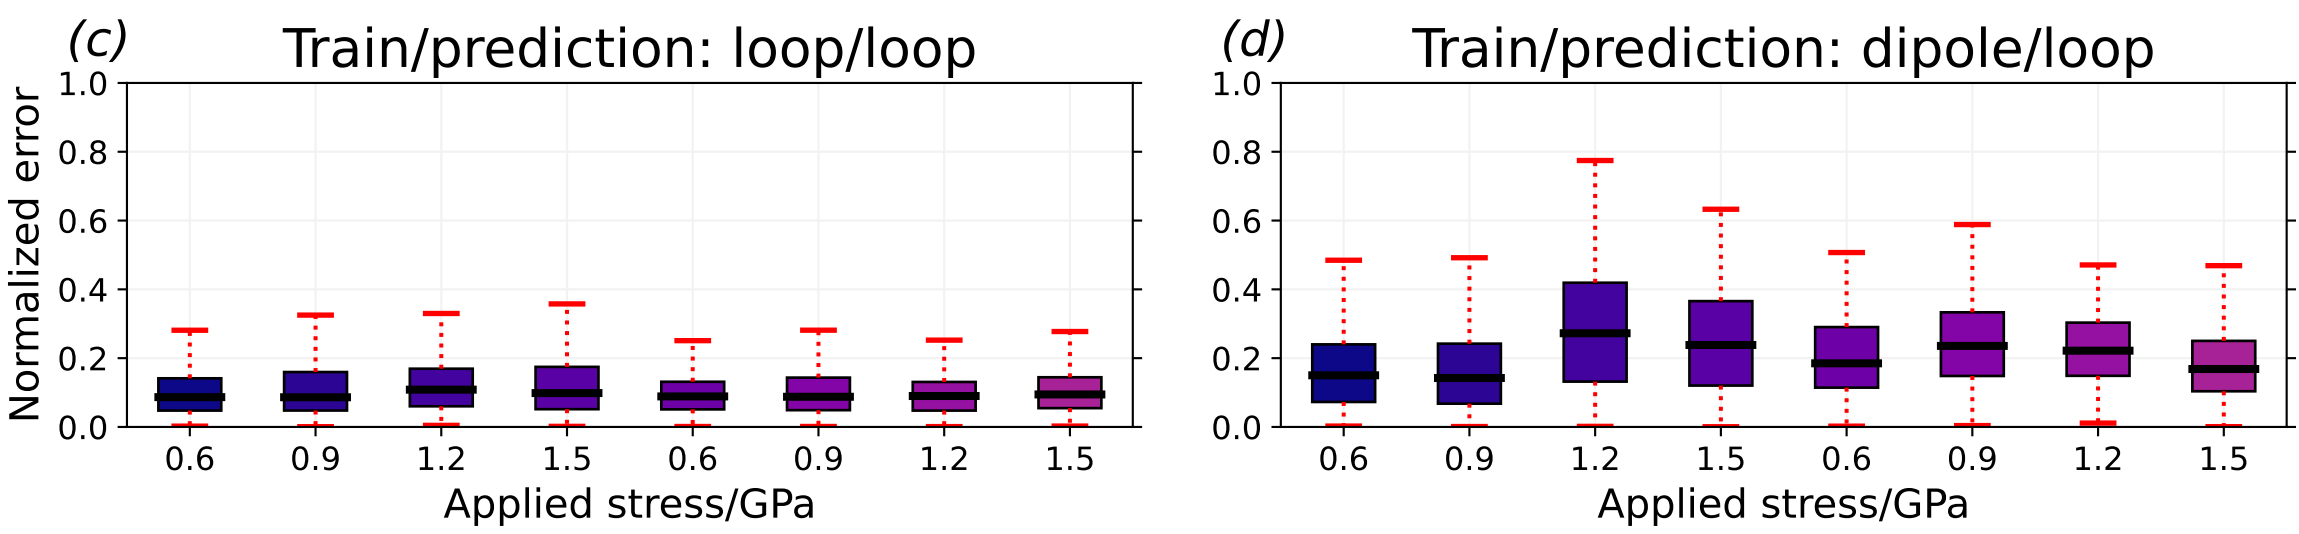 (c)
Train/prediction: loop/loop
Normalized error
1.0
0.8
0.6
0.4
0.2
0.0
0.6 0.9 1.2 1.5 0.6 0.9 1.2 1.5
Applied stress/GPa
(d)
Train/prediction: dipole/loop
1.0
0.8
0.6
0.4
0.2
0.0
0.6 0.9 1.2 1.5 0.6 0.9 1.2 1.5
Applied stress/GPa